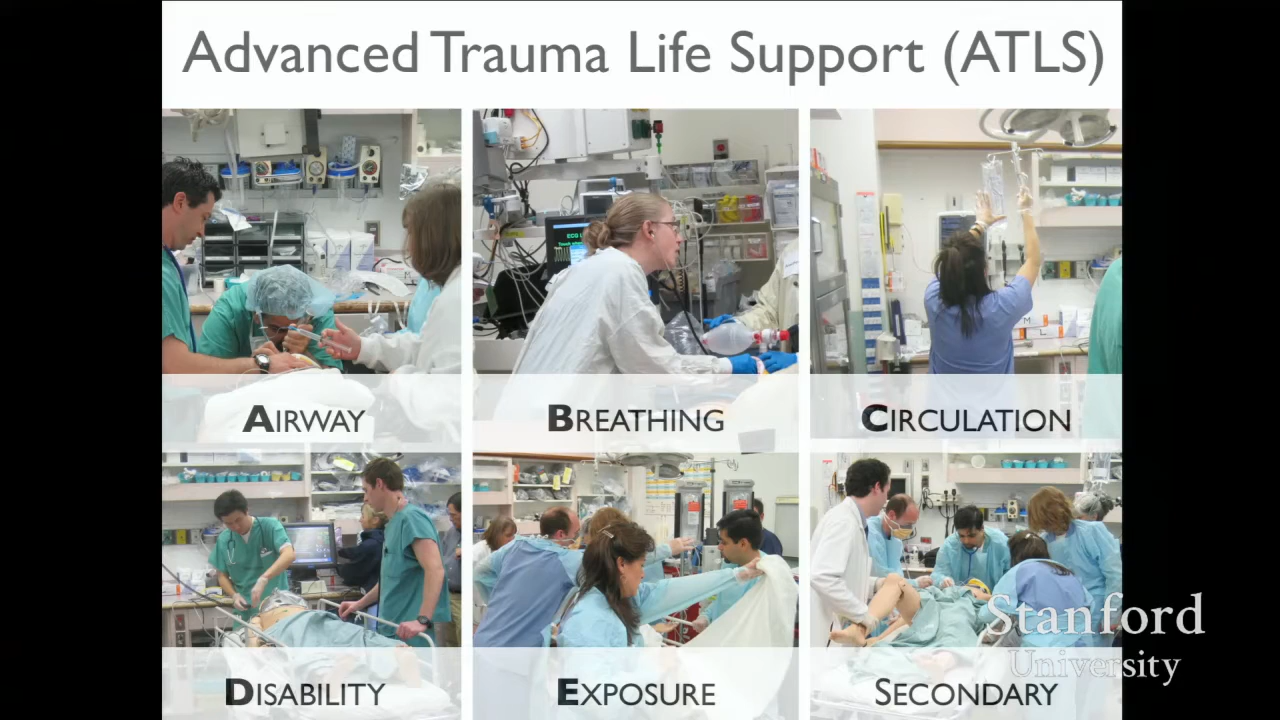 Advanced Trauma Life Support (ATLS)
AIRWAY
BREATHING
CIRCULATION
DISABILITY
EXPOSURE
SECONDARY
Stanford
University